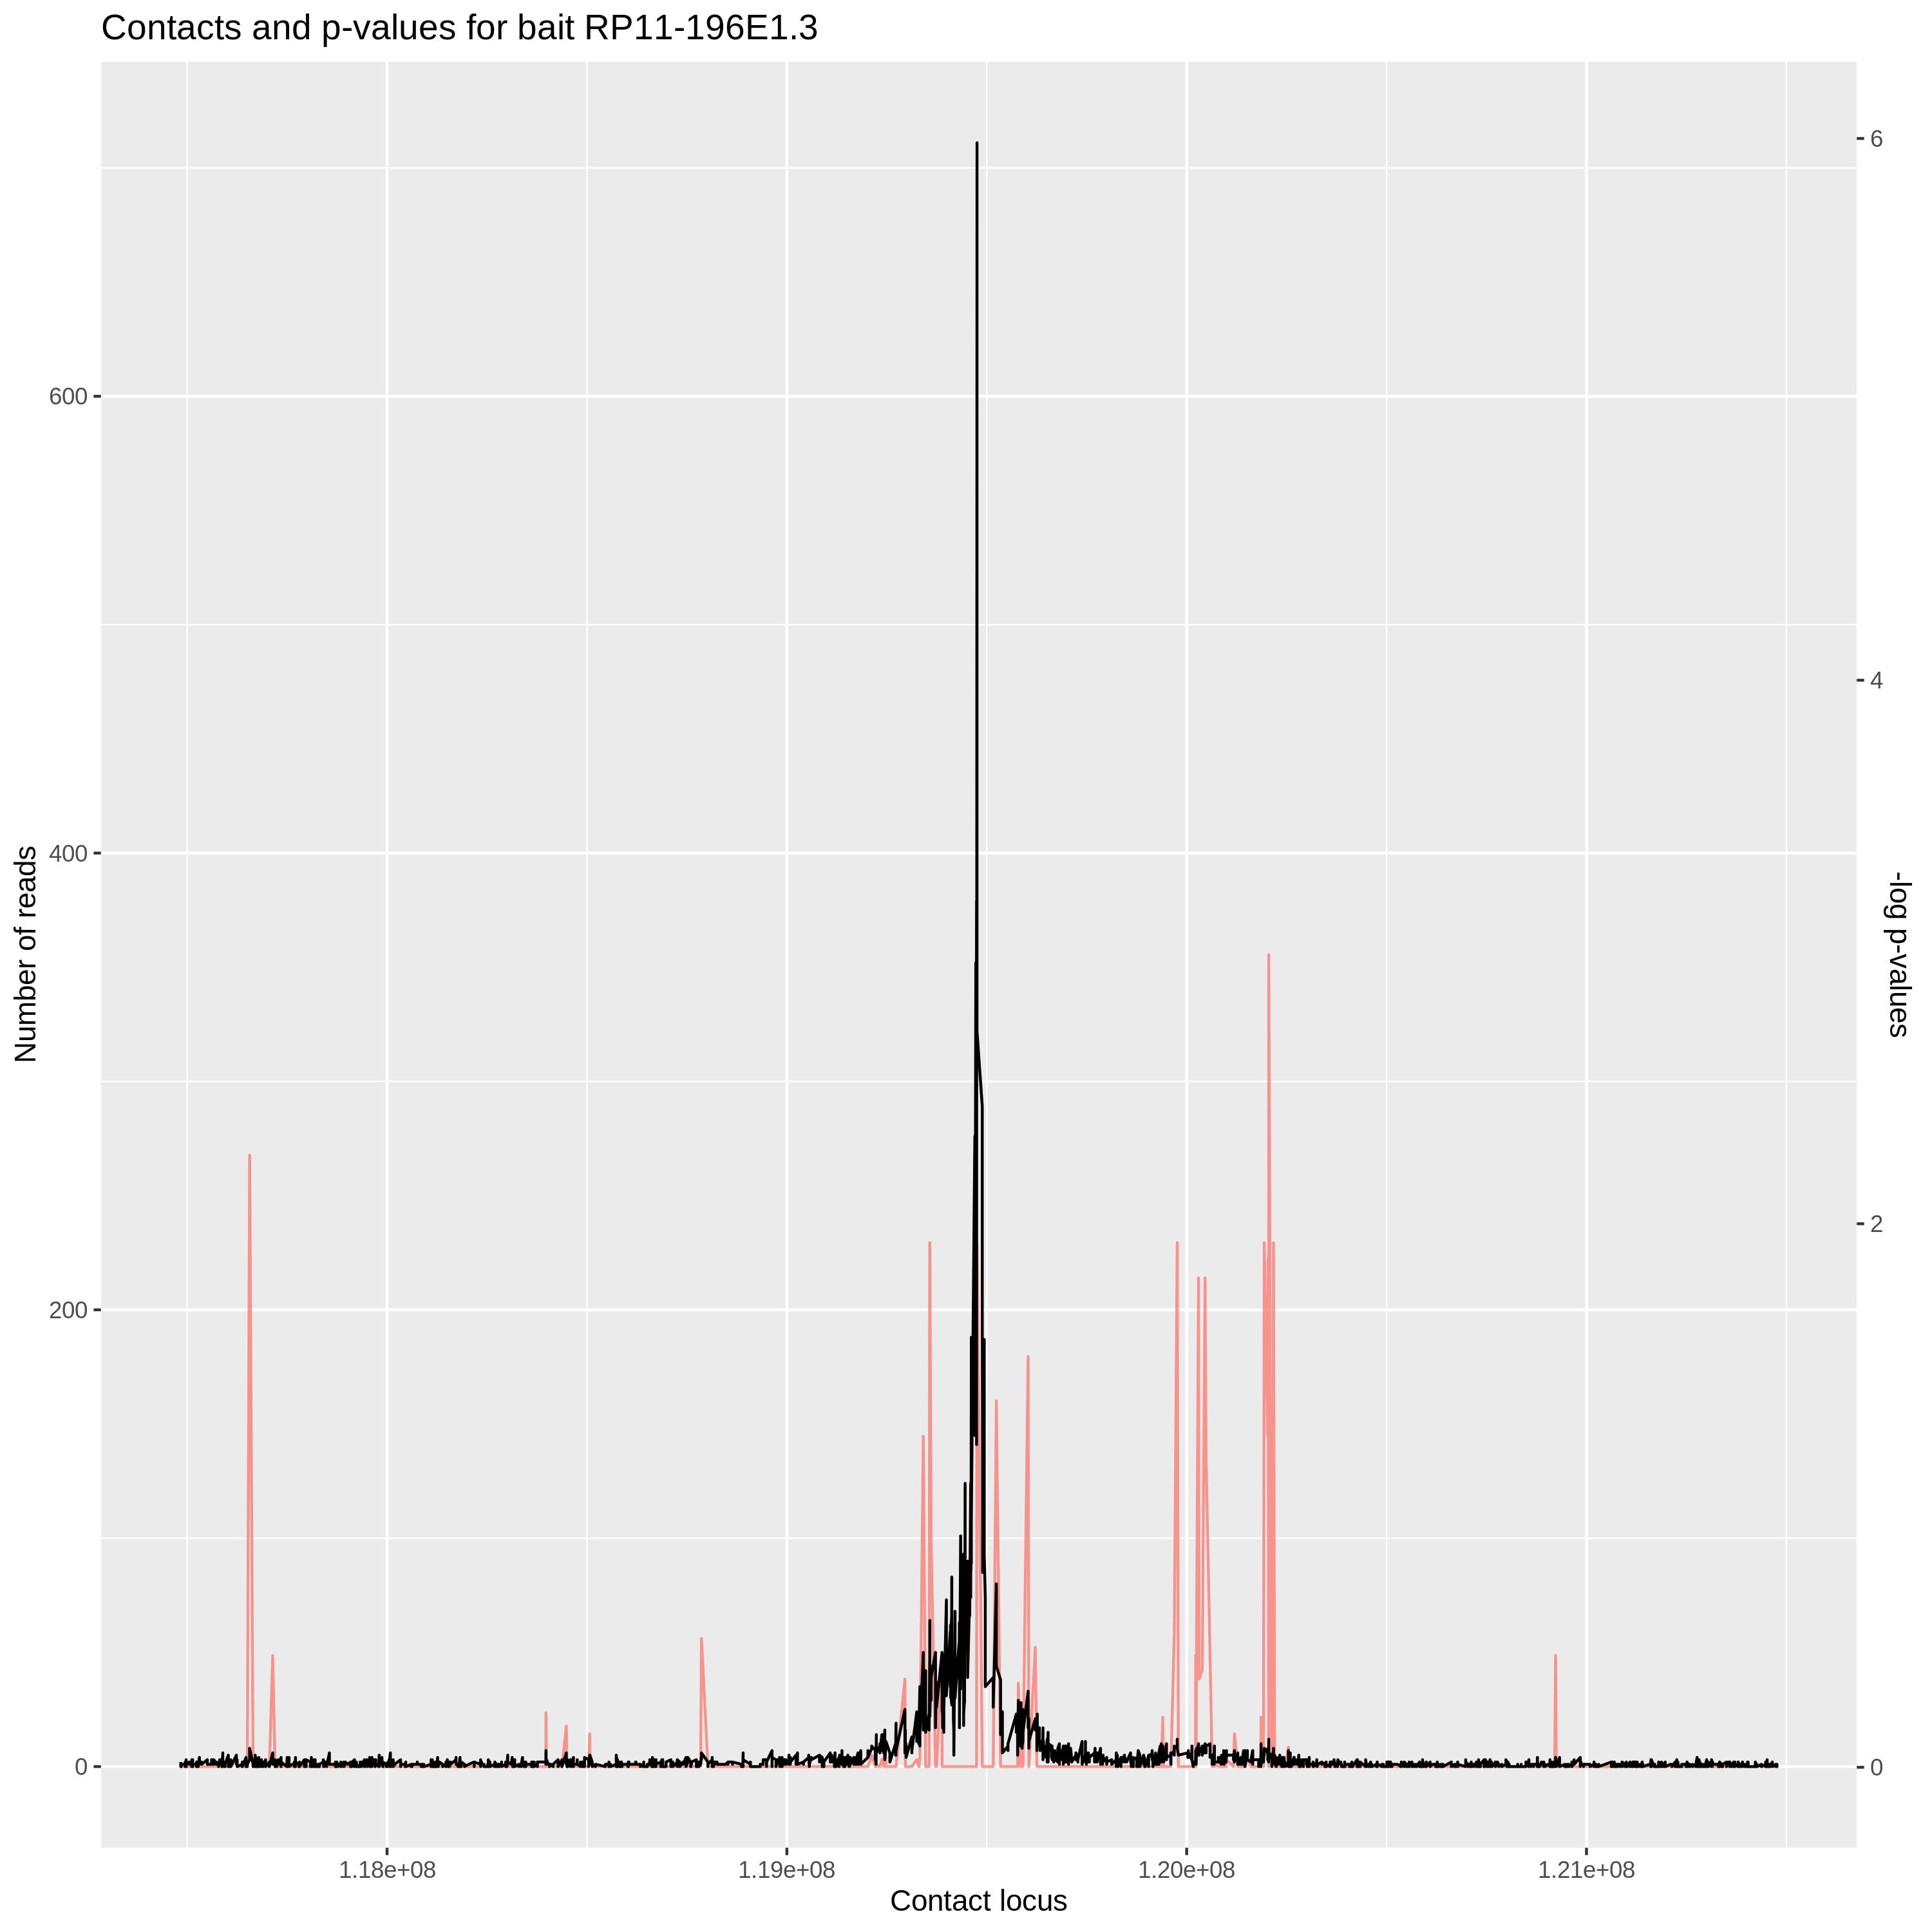 Contacts and p-values for bait RP11-196E1.3
Number of reads
600
400
200
0
6
4
2
0
-log p-values
1.18e+08
1.19e+08
1.20e+08
1.21e+08
Contact locus